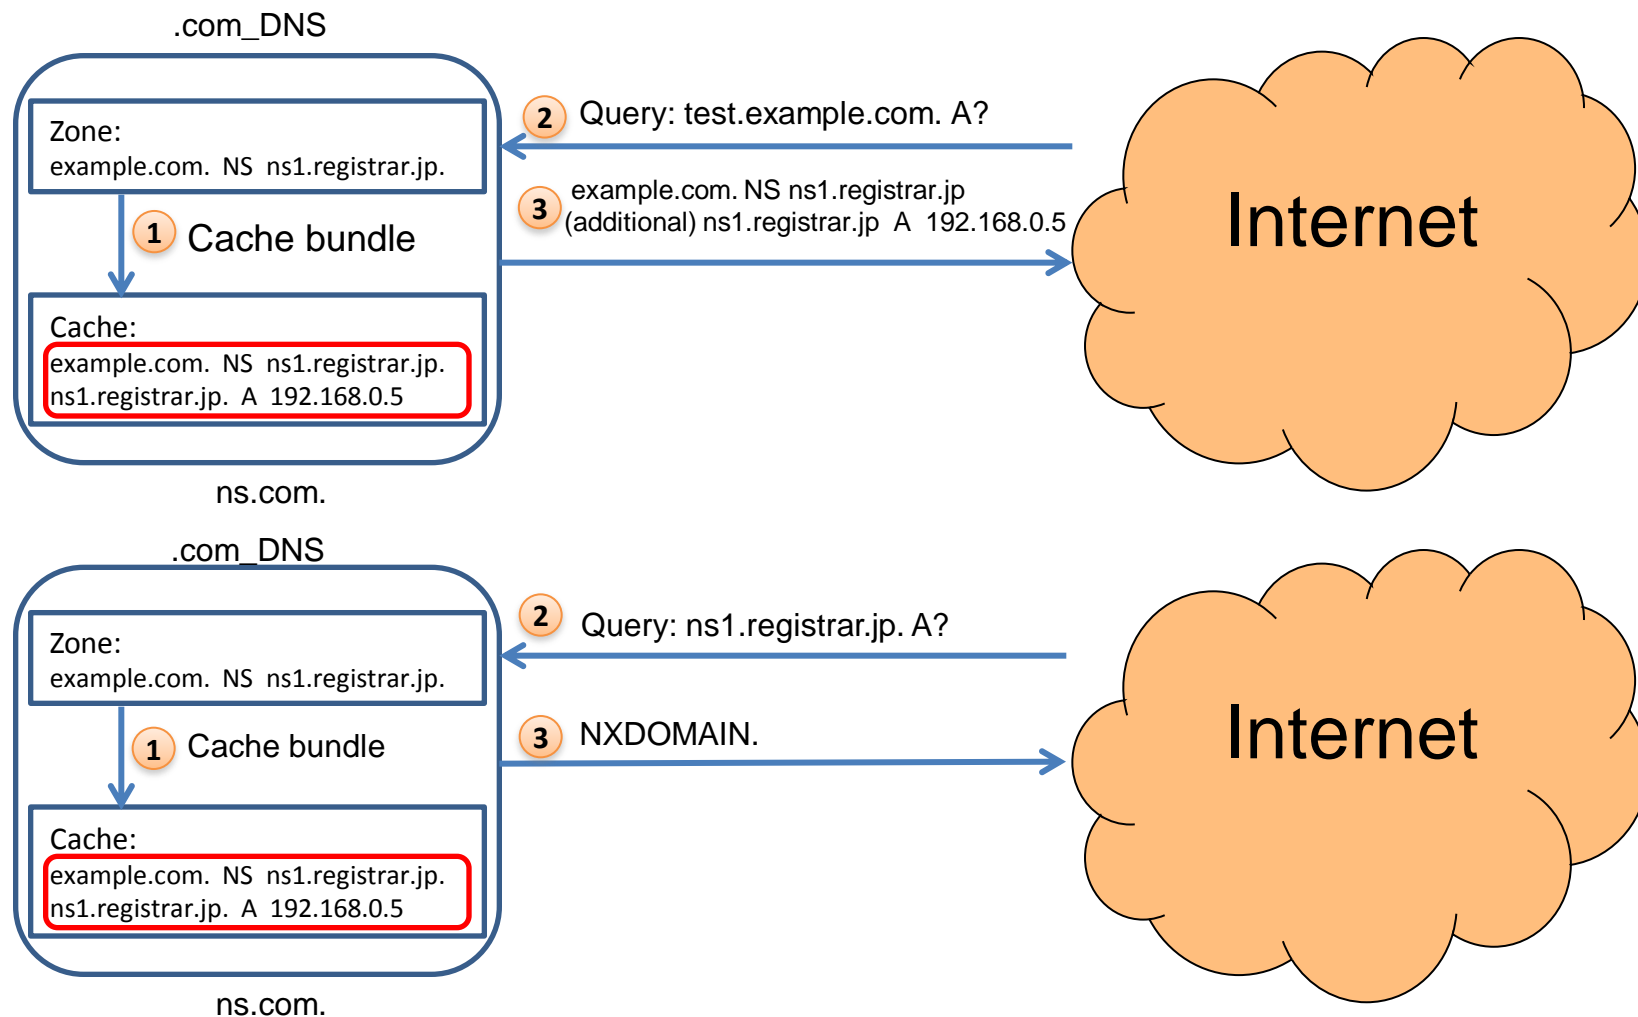 .com_DNS
Zone:
example.com. NS ns1.registrar.jp.
1 Cache bundle
Cache:
example.com. NS ns1.registrar.jp.
ns1.registrar.jp. A 192.168.0.5
ns.com.
2 Query: test.example.com. A?
3 example.com. NS ns1.registrar.jp
(additional) ns1.registrar.jp A 192.168.0.5
Internet
.com_DNS
Zone:
example.com. NS ns1.registrar.jp.
1 Cache bundle
Cache:
example.com. NS ns1.registrar.jp.
ns1.registrar.jp. A 192.168.0.5
ns.com.
2 Query: ns1.registrar.jp. A?
3 NXDOMAIN.
Internet